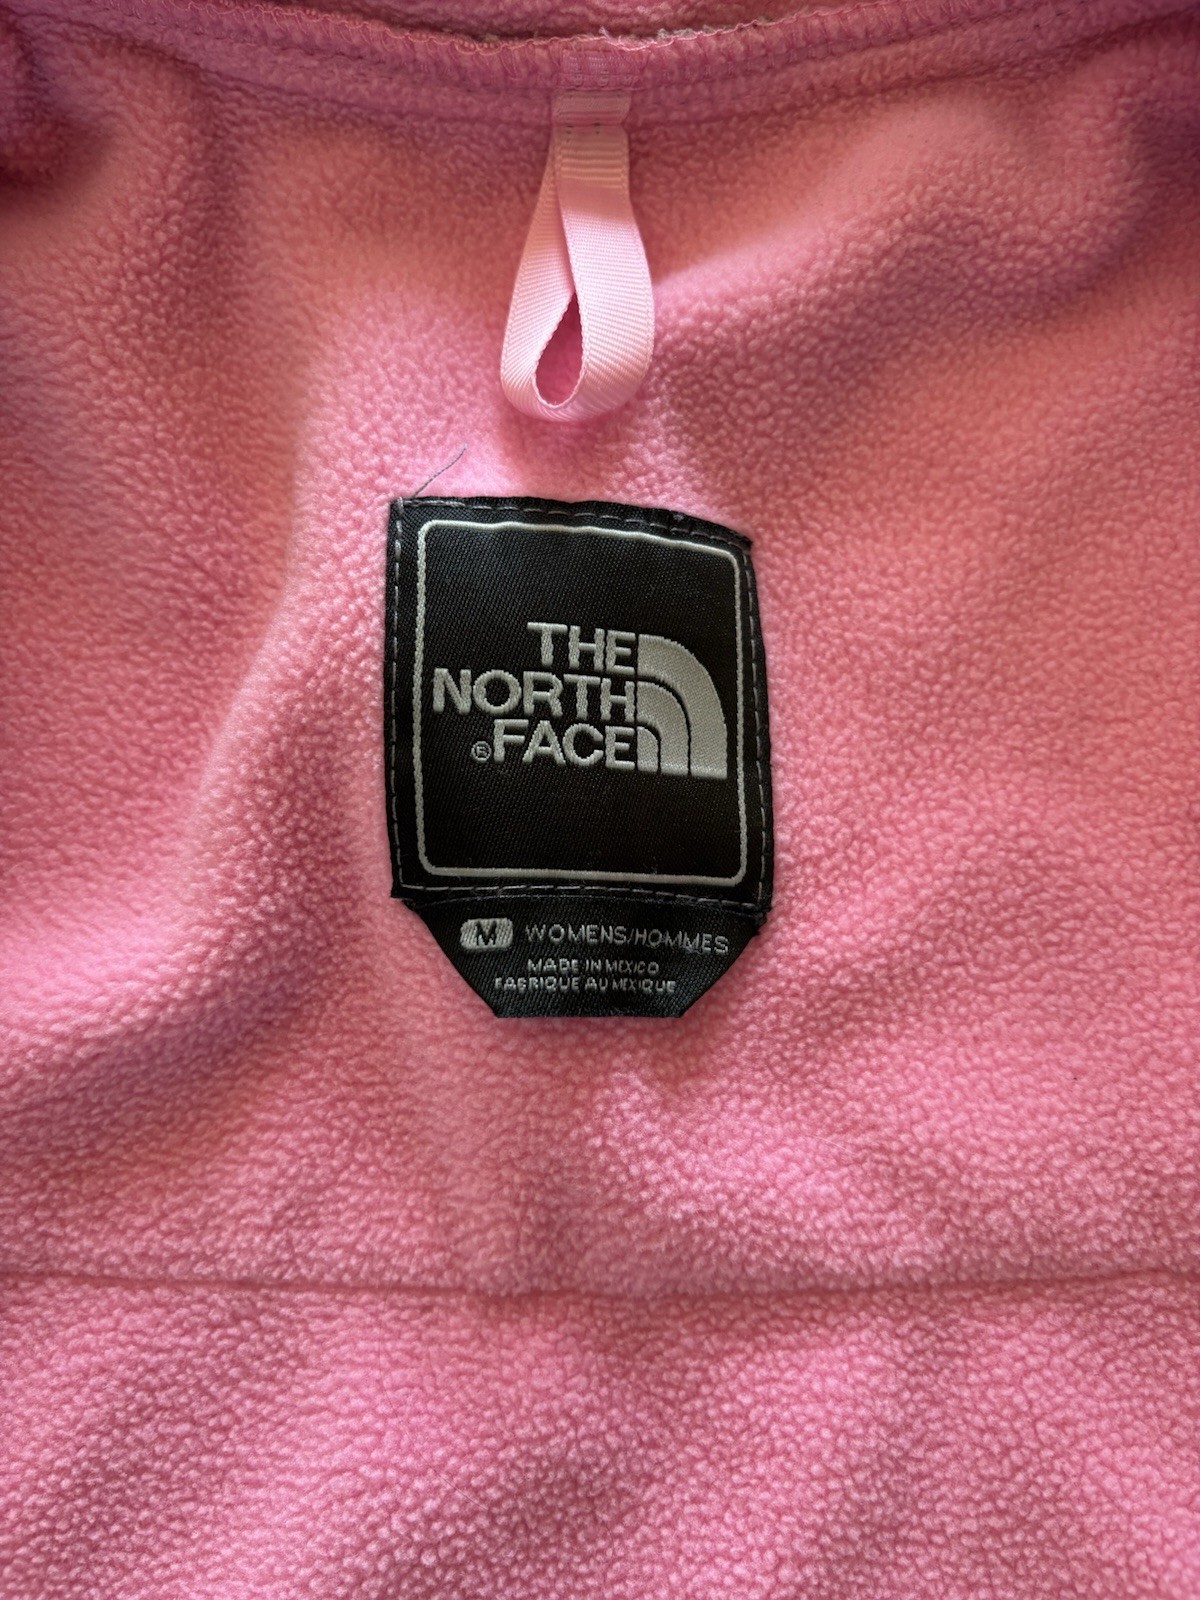 THE
NORTH
®FACE
M WOMENS/HOMMES
MADE IN MEXICO
FABRIQUE AU MEXIQUE